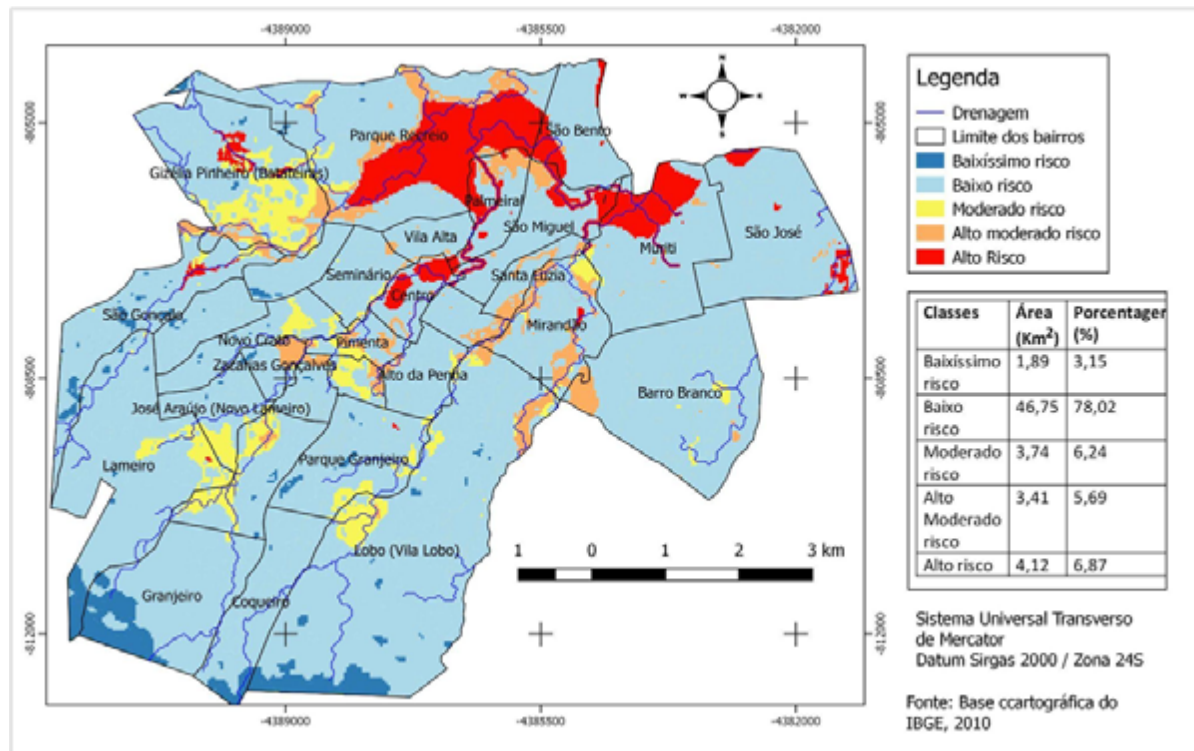 -4389000 -4385500 -4382000
Legenda
Drenagem
Limite dos bairros
Baixíssimo risco
Baixo risco
Moderado risco
Alto moderado risco
Alto Risco
Parque Recreio
São Bento
Gizélia Pinheiro (Batateiras)
Palmeiral
São Miguel
Vila Alta
Muriti
São José
Seminário
Santa Luzia
Centro
São Gonçalo
Mirandão
Novo Crato
Pimenta
Zacarias Gonçalves
Alto da Penha
Barro Branco
José Araújo (Novo Lameiro)
Lameiro
Parque Granjeiro
Lobo (Vila Lobo)
Granjeiro
Coqueiro
N
W
E
S
1 0 1 2 3 km
-4389000 -4385500 -4382000
Classes Área Porcentager
(Km²) (%)
Baixíssimo 1,89 3,15
risco
Baixo 46,75 78,02
risco
Moderado 3,74 6,24
risco
Alto 3,41 5,69
Moderado
risco
Alto risco 4,12 6,87
Sistema Universal Transverso
de Mercator
Datum Sirgas 2000 / Zona 24S
Fonte: Base ccartográfica do
IBGE, 2010